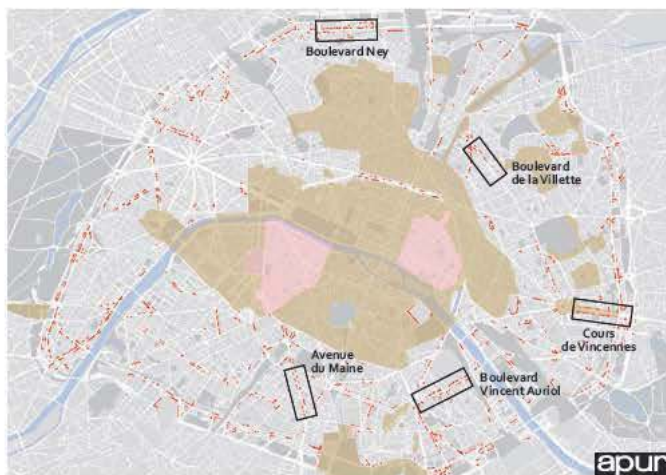 Boulevard Ney
Boulevard
de la Villette
Cours
de Vincennes
Avenue
du Maine
Boulevard
Vincent Auriol
apur